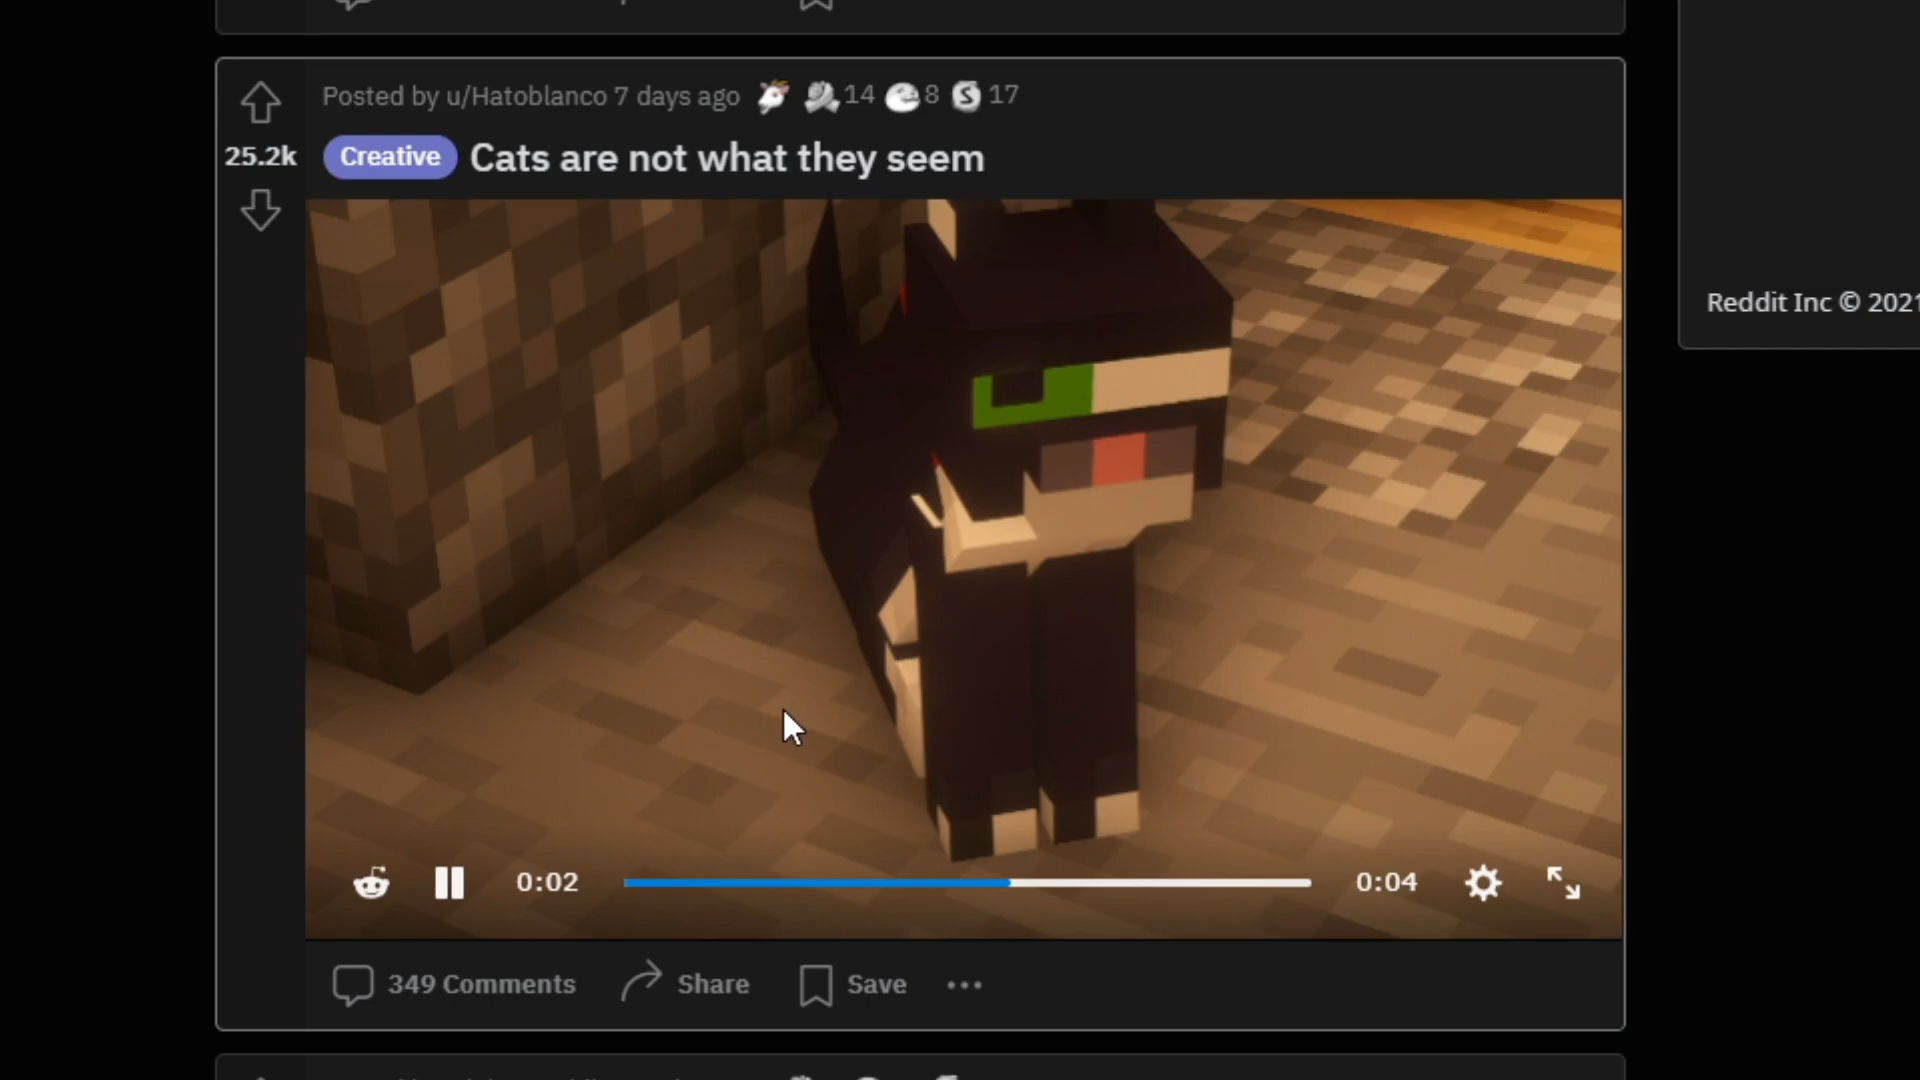 Posted by u/Hatoblanco 7 days ago 14 8 S 17
25.2k
Creative Cats are not what they seem
Reddit Inc © 2021
0:02 0:04
349 Comments Share Save